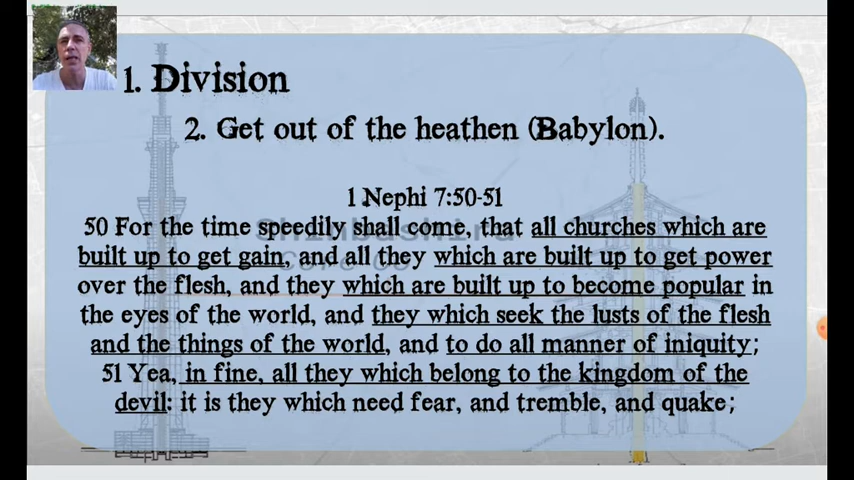 1. Division
2. Get out of the heathen (Babylon).
1 Nephi 7:50-51
50 For the time speedily shall come, that all churches which are
built up to get gain, and all they which are built up to get power
over the flesh, and they which are built up to become popular in
the eyes of the world, and they which seek the lusts of the flesh
and the things of the world, and to do all manner of iniquity;
51 Yea, in fine, all they which belong to the kingdom of the
devil: it is they which need fear, and tremble, and quake;